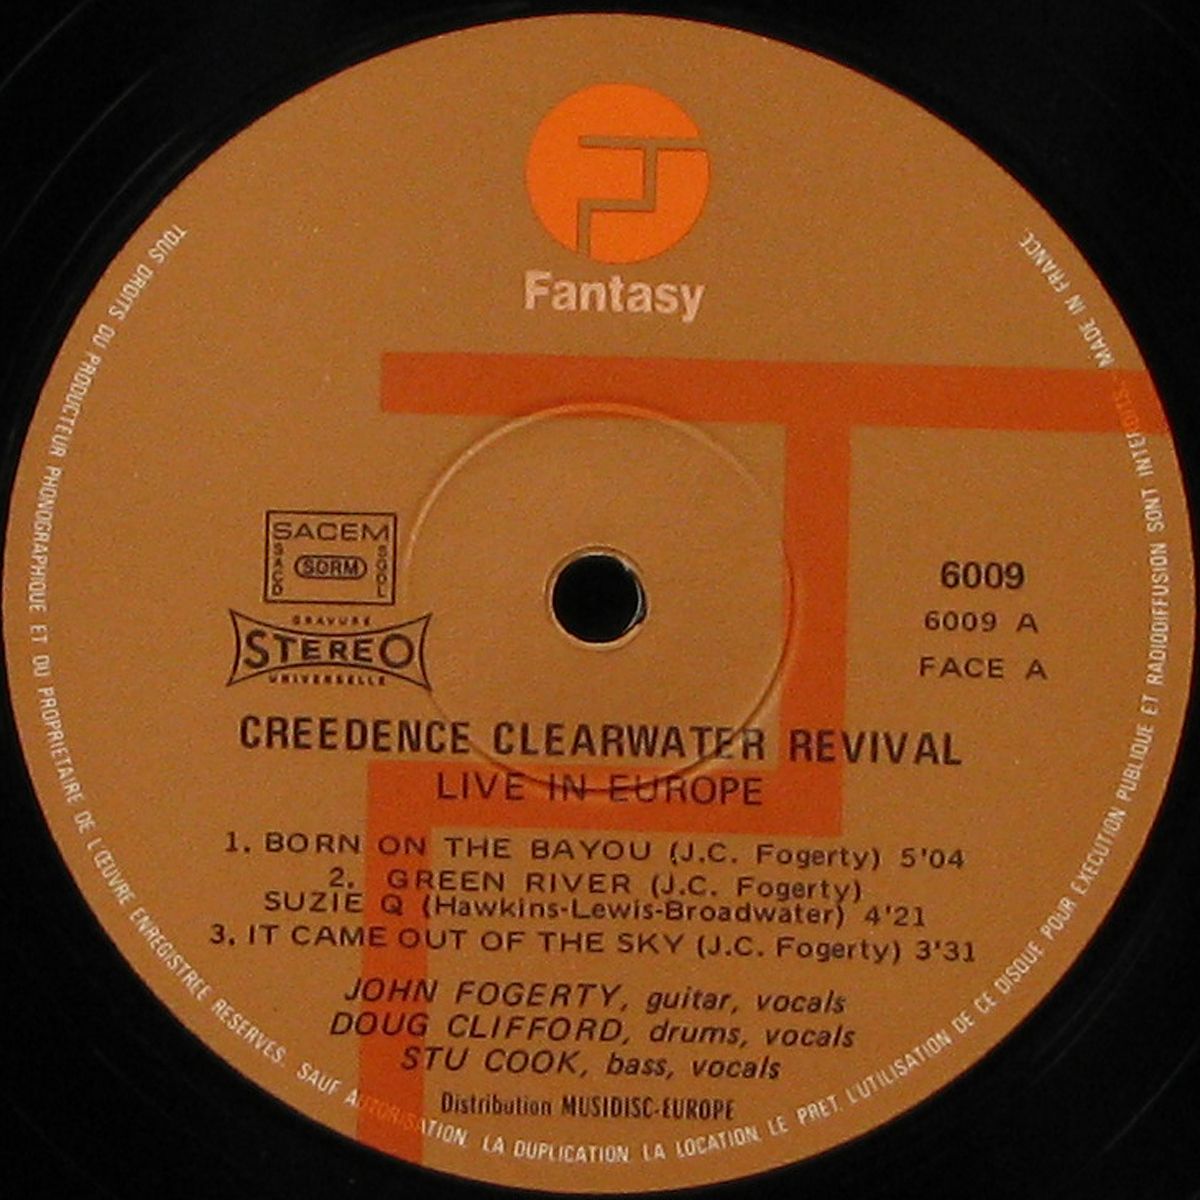 Fantasy
SACEM
SACD
SDRM
SGDL
GRAVURE
STEREO
UNIVERSELLE
6009
6009 A
FACE A
CREEDENCE CLEARWATER REVIVAL
LIVE IN EUROPE
1. BORN ON THE BAYOU (J.C. Fogerty) 5'04
2. GREEN RIVER (J.C. Fogerty)
SUZIE Q (Hawkins-Lewis-Broadwater) 4'21
3. IT CAME OUT OF THE SKY (J.C. Fogerty) 3'31
JOHN FOGERTY, guitar, vocals
DOUG CLIFFORD, drums, vocals
STU COOK, bass, vocals
Distribution MUSIDISC-EUROPE
TOUS DROITS DU PRODUCTEUR PHONOGRAPHIQUE ET DU PROPRIETAIRE DE L'ŒUVRE ENREGISTREE RESERVES. SAUF AUTORISATION. LA DUPLICATION. LA LOCATION. LE PRET. L'UTILISATION DE CE DISQUE POUR EXECUTION PUBLIQUE ET RADIODIFFUSION SONT INTERDITS - MADE IN FRANCE